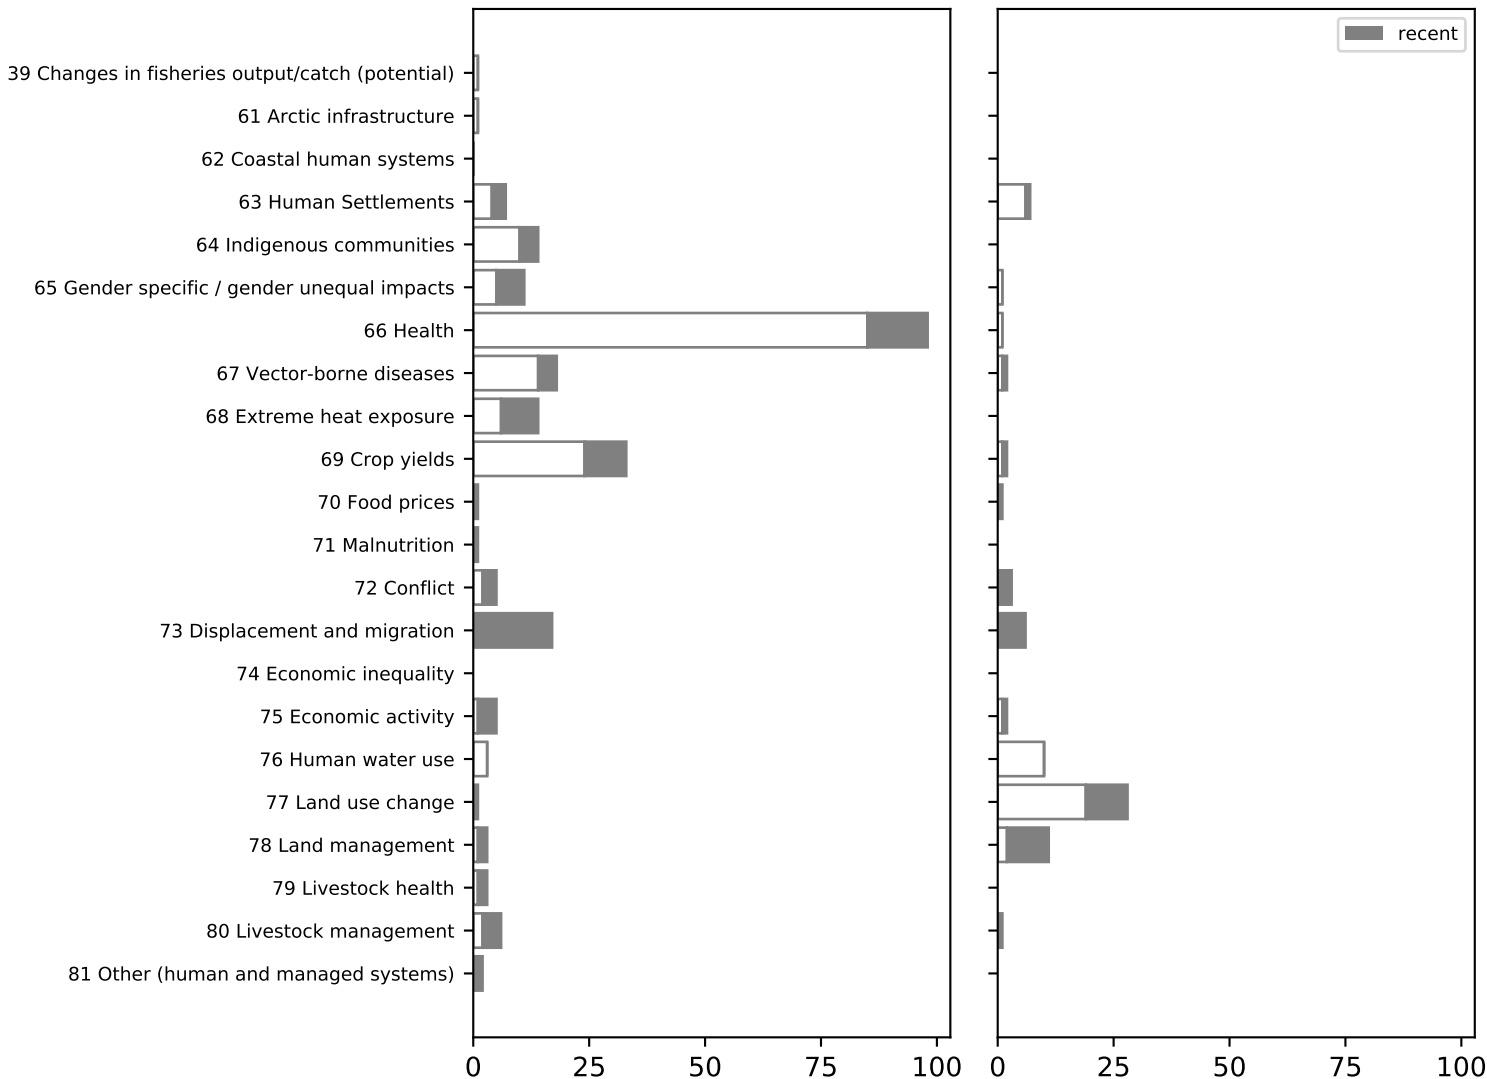 recent
39 Changes in fisheries output/catch (potential)
61 Arctic infrastructure
62 Coastal human systems
63 Human Settlements
64 Indigenous communities
65 Gender specific / gender unequal impacts
66 Health
67 Vector-borne diseases
68 Extreme heat exposure
69 Crop yields
70 Food prices
71 Malnutrition
72 Conflict
73 Displacement and migration
74 Economic inequality
75 Economic activity
76 Human water use
77 Land use change
78 Land management
79 Livestock health
80 Livestock management
81 Other (human and managed systems)
0 25 50 75 100 0 25 50 75 100